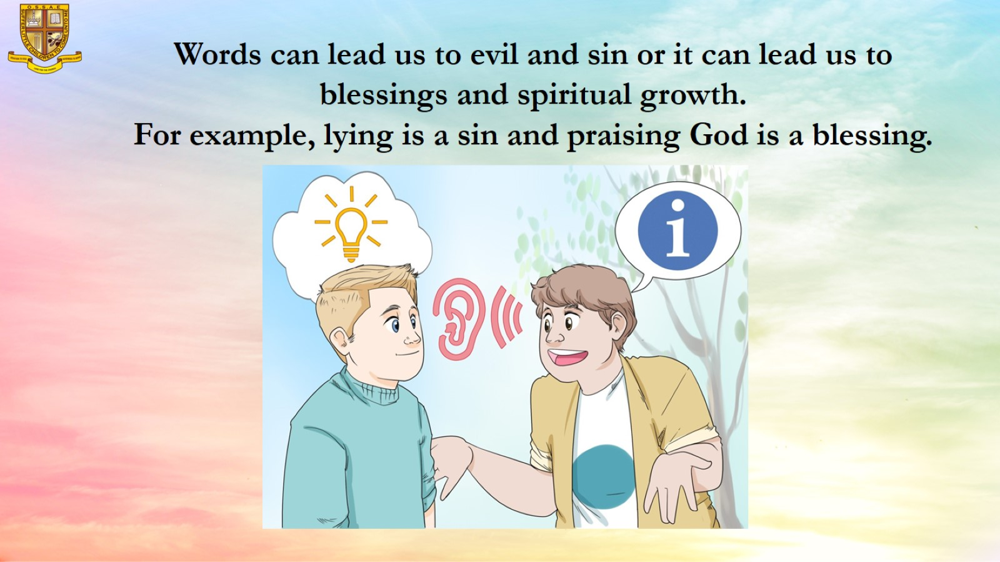 O.S.S.A.E
SUFFER LITTLE CHILDREN TO COME UNTO ME
Words can lead us to evil and sin or it can lead us to
blessings and spiritual growth.
For example, lying is a sin and praising God is a blessing.
i